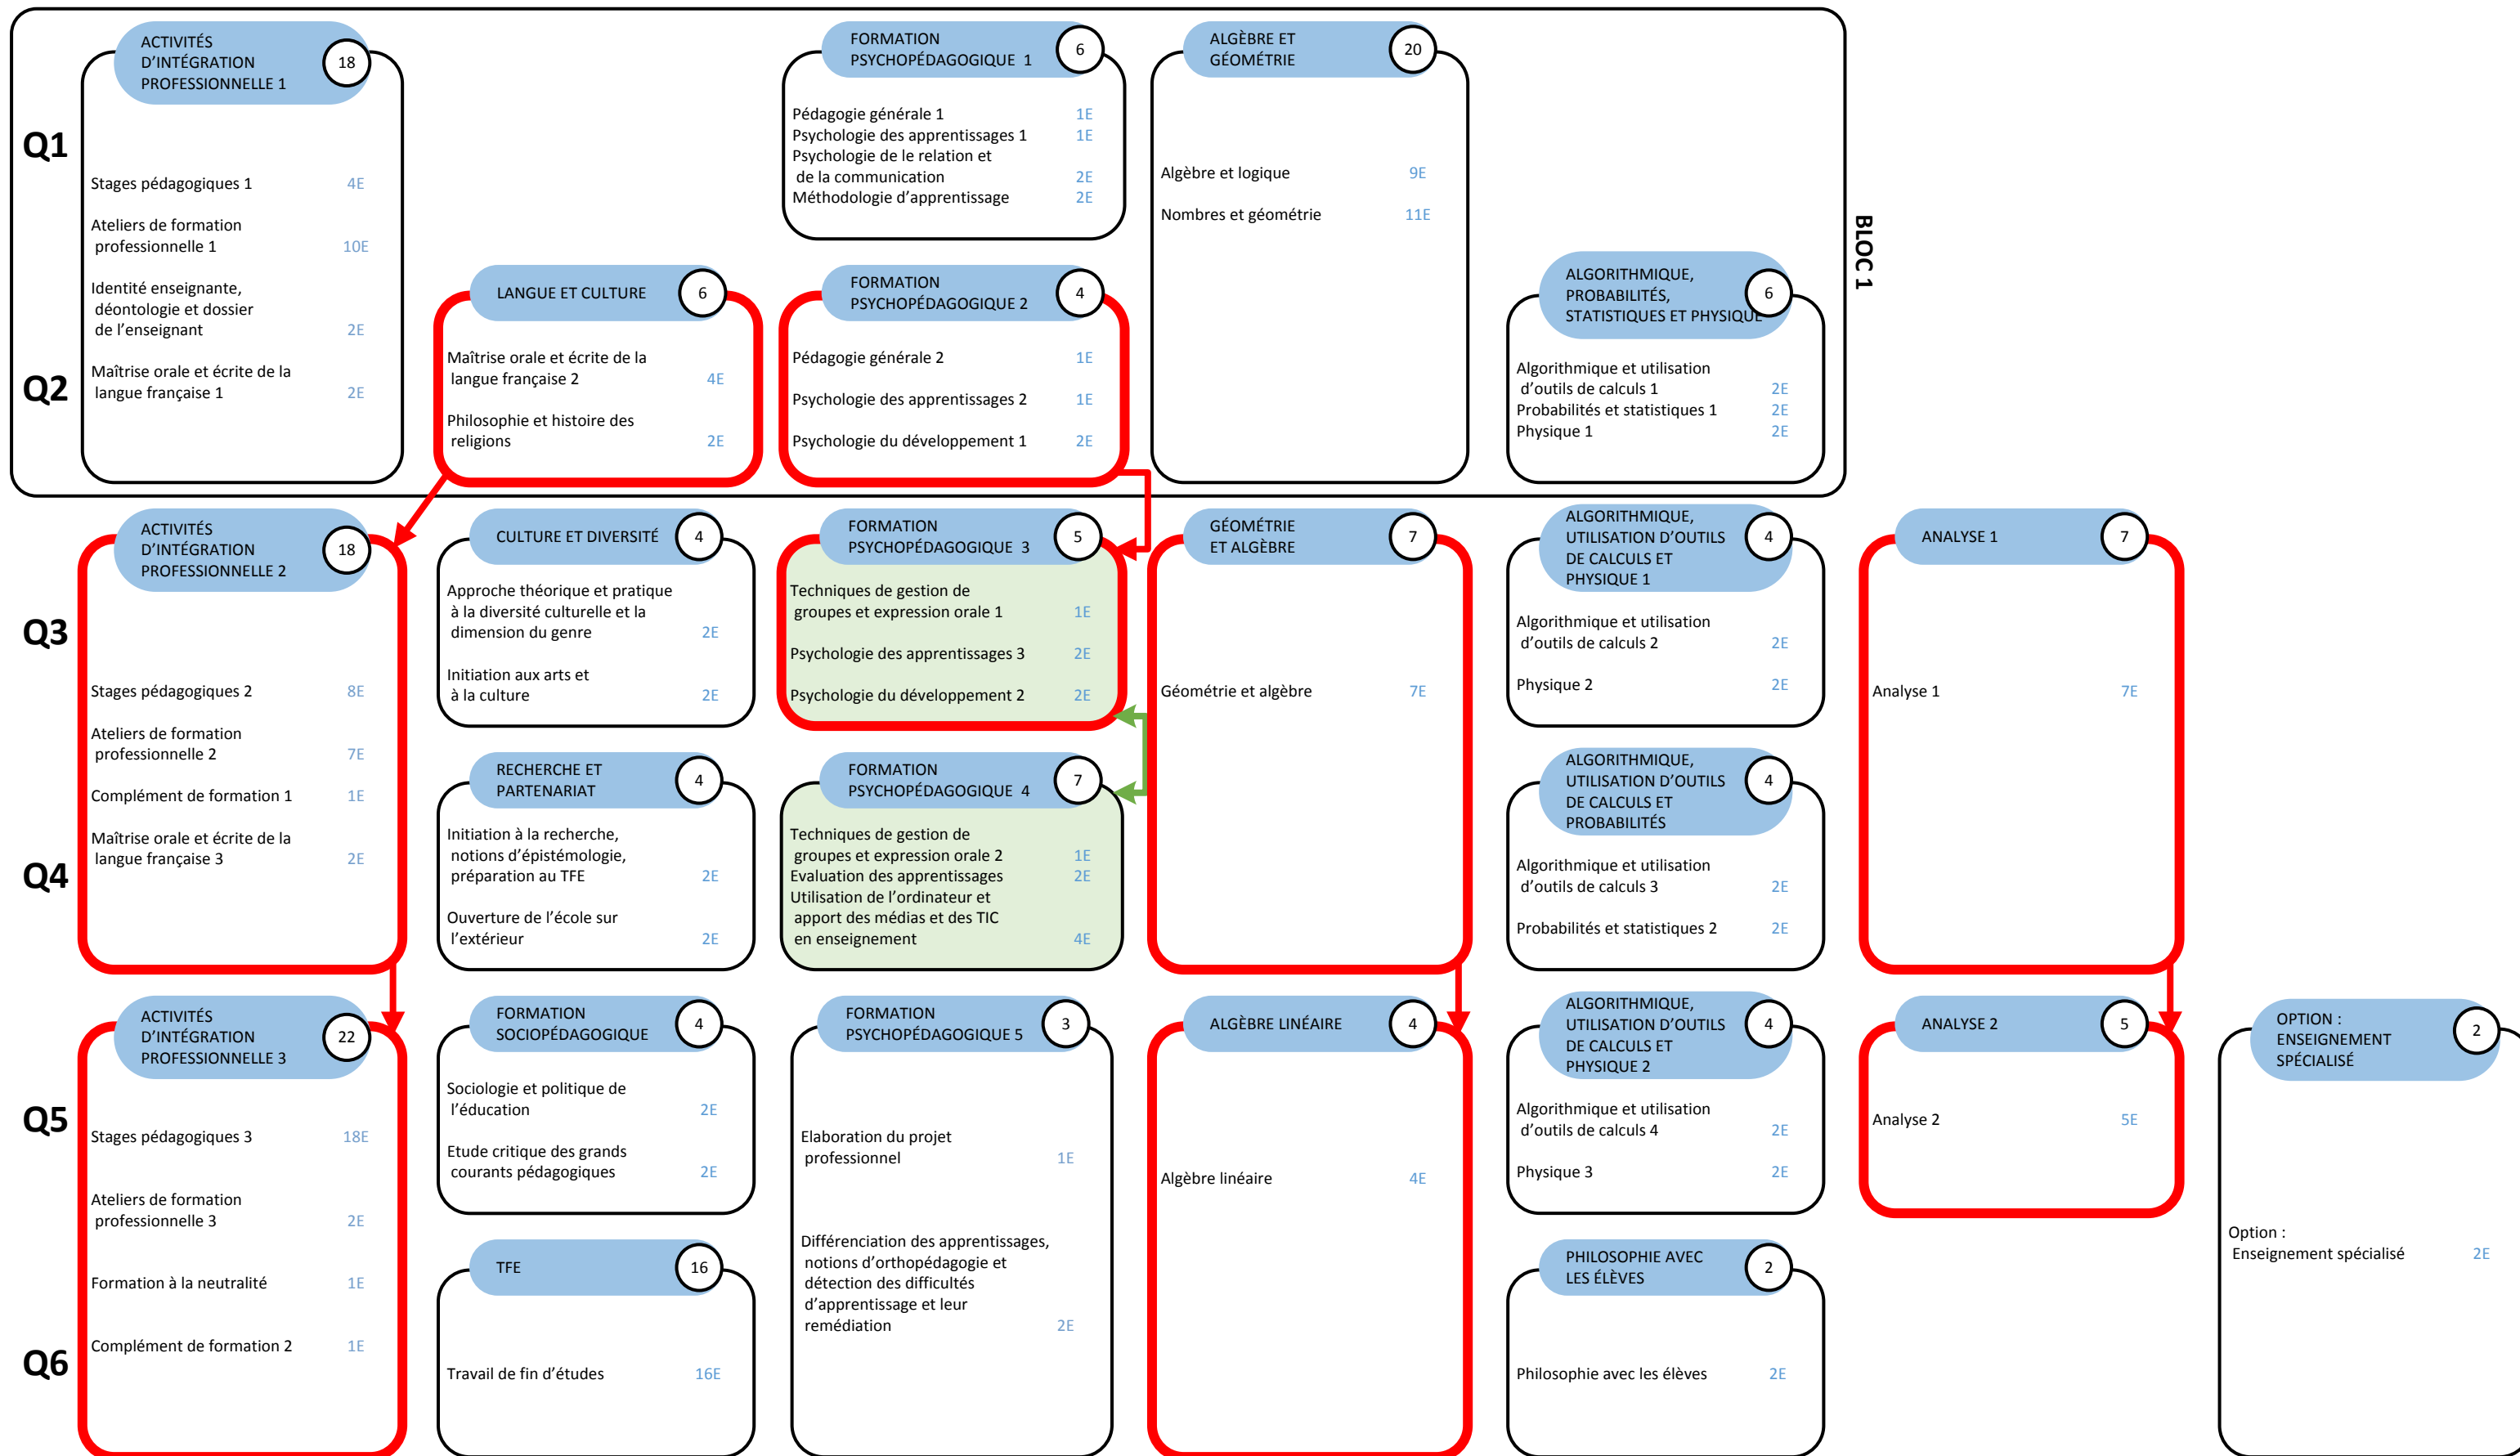 ACTIVITÉS
D'INTÉGRATION
PROFESSIONNELLE 1
18
Stages pédagogiques 1 4E
Ateliers de formation
professionnelle 1 10E
Identité enseignante,
déontologie et dossier
de l'enseignant 2E
Maîtrise orale et écrite de la
langue française 1 2E
Q1
Q2
LANGUE ET CULTURE 6
Maîtrise orale et écrite de la
langue française 2 4E
Philosophie et histoire des
religions 2E
FORMATION
PSYCHOPÉDAGOGIQUE 1
6
Pédagogie générale 1 1E
Psychologie des apprentissages 1 1E
Psychologie de le relation et
de la communication 2E
Méthodologie d'apprentissage 2E
FORMATION
PSYCHOPÉDAGOGIQUE 2
4
Pédagogie générale 2 1E
Psychologie des apprentissages 2 1E
Psychologie du développement 1 2E
ALGÈBRE ET
GÉOMÉTRIE
20
Algèbre et logique 9E
Nombres et géométrie 11E
ALGORITHMIQUE,
PROBABILITÉS,
STATISTIQUES ET PHYSIQUE
6
Algorithmique et utilisation
d'outils de calculs 1 2E
Probabilités et statistiques 1 2E
Physique 1 2E
BLOC 1
Q3
Q4
ACTIVITÉS
D'INTÉGRATION
PROFESSIONNELLE 2
18
Stages pédagogiques 2 8E
Ateliers de formation
professionnelle 2 7E
Complément de formation 1 1E
Maîtrise orale et écrite de la
langue française 3 2E
CULTURE ET DIVERSITÉ 4
Approche théorique et pratique
à la diversité culturelle et la
dimension du genre 2E
Initiation aux arts et
à la culture 2E
RECHERCHE ET
PARTENARIAT
4
Initiation à la recherche,
notions d'épistémologie,
préparation au TFE 2E
Ouverture de l'école sur
l'extérieur 2E
FORMATION
PSYCHOPÉDAGOGIQUE 3
5
Techniques de gestion de
groupes et expression orale 1 1E
Psychologie des apprentissages 3 2E
Psychologie du développement 2 2E
FORMATION
PSYCHOPÉDAGOGIQUE 4
7
Techniques de gestion de
groupes et expression orale 2 1E
Evaluation des apprentissages 2E
Utilisation de l'ordinateur et
apport des médias et des TIC
en enseignement 4E
GÉOMÉTRIE
ET ALGÈBRE
7
Géométrie et algèbre 7E
ALGORITHMIQUE,
UTILISATION D'OUTILS
DE CALCULS ET
PHYSIQUE 1
4
Algorithmique et utilisation
d'outils de calculs 2 2E
Physique 2 2E
ALGORITHMIQUE,
UTILISATION D'OUTILS
DE CALCULS ET
PROBABILITÉS
4
Algorithmique et utilisation
d'outils de calculs 3 2E
Probabilités et statistiques 2 2E
ANALYSE 1 7
Analyse 1 7E
Q5
Q6
ACTIVITÉS
D'INTÉGRATION
PROFESSIONNELLE 3
22
Stages pédagogiques 3 18E
Ateliers de formation
professionnelle 3 2E
Formation à la neutralité 1E
Complément de formation 2 1E
FORMATION
SOCIOPÉDAGOGIQUE
4
Sociologie et politique de
l'éducation 2E
Etude critique des grands
courants pédagogiques 2E
TFE 16
Travail de fin d'études 16E
FORMATION
PSYCHOPÉDAGOGIQUE 5
3
Elaboration du projet
professionnel 1E
Différenciation des apprentissages,
notions d'orthopédagogie et
détection des difficultés
d'apprentissage et leur
remédiation 2E
ALGÈBRE LINÉAIRE 4
Algèbre linéaire 4E
ALGORITHMIQUE,
UTILISATION D'OUTILS
DE CALCULS ET
PHYSIQUE 2
4
Algorithmique et utilisation
d'outils de calculs 4 2E
Physique 3 2E
PHILOSOPHIE AVEC
LES ÉLÈVES
2
Philosophie avec les élèves 2E
ANALYSE 2 5
Analyse 2 5E
OPTION :
ENSEIGNEMENT
SPÉCIALISÉ
2
Option :
Enseignement spécialisé 2E